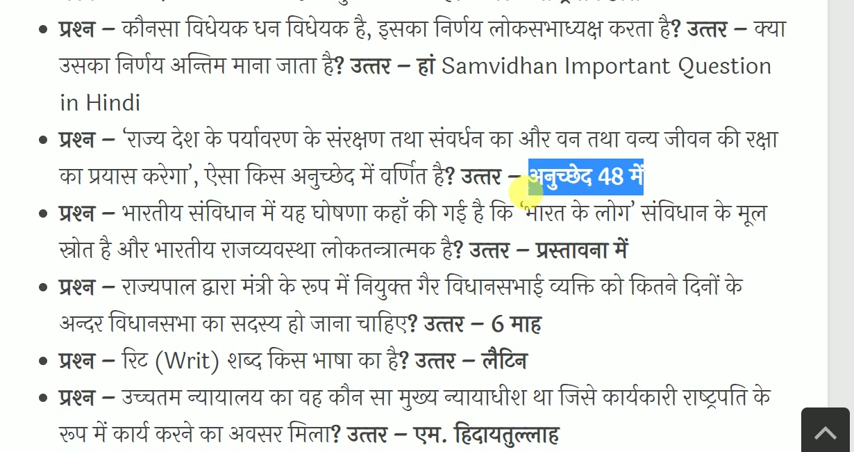 प्रश्न – कौनसा विधेयक धन विधेयक है, इसका निर्णय लोकसभाध्यक्ष करता है? उत्तर – क्या
उसका निर्णय अन्तिम माना जाता है? उत्तर – हां Samvidhan Important Question
in Hindi
प्रश्न – 'राज्य देश के पर्यावरण के संरक्षण तथा संवर्धन का और वन तथा वन्य जीवन की रक्षा
का प्रयास करेगा', ऐसा किस अनुच्छेद में वर्णित है? उत्तर – अनुच्छेद 48 में
प्रश्न – भारतीय संविधान में यह घोषणा कहाँ की गई है कि 'भारत के लोग' संविधान के मूल
स्रोत है और भारतीय राजव्यवस्था लोकतन्त्रात्मक है? उत्तर – प्रस्तावना में
प्रश्न – राज्यपाल द्वारा मंत्री के रूप में नियुक्त गैर विधानसभाई व्यक्ति को कितने दिनों के
अन्दर विधानसभा का सदस्य हो जाना चाहिए? उत्तर – 6 माह
प्रश्न – रिट (Writ) शब्द किस भाषा का है? उत्तर – लैटिन
प्रश्न – उच्चतम न्यायालय का वह कौन सा मुख्य न्यायाधीश था जिसे कार्यकारी राष्ट्रपति के
रूप में कार्य करने का अवसर मिला? उत्तर – एम. हिदायतुल्लाह